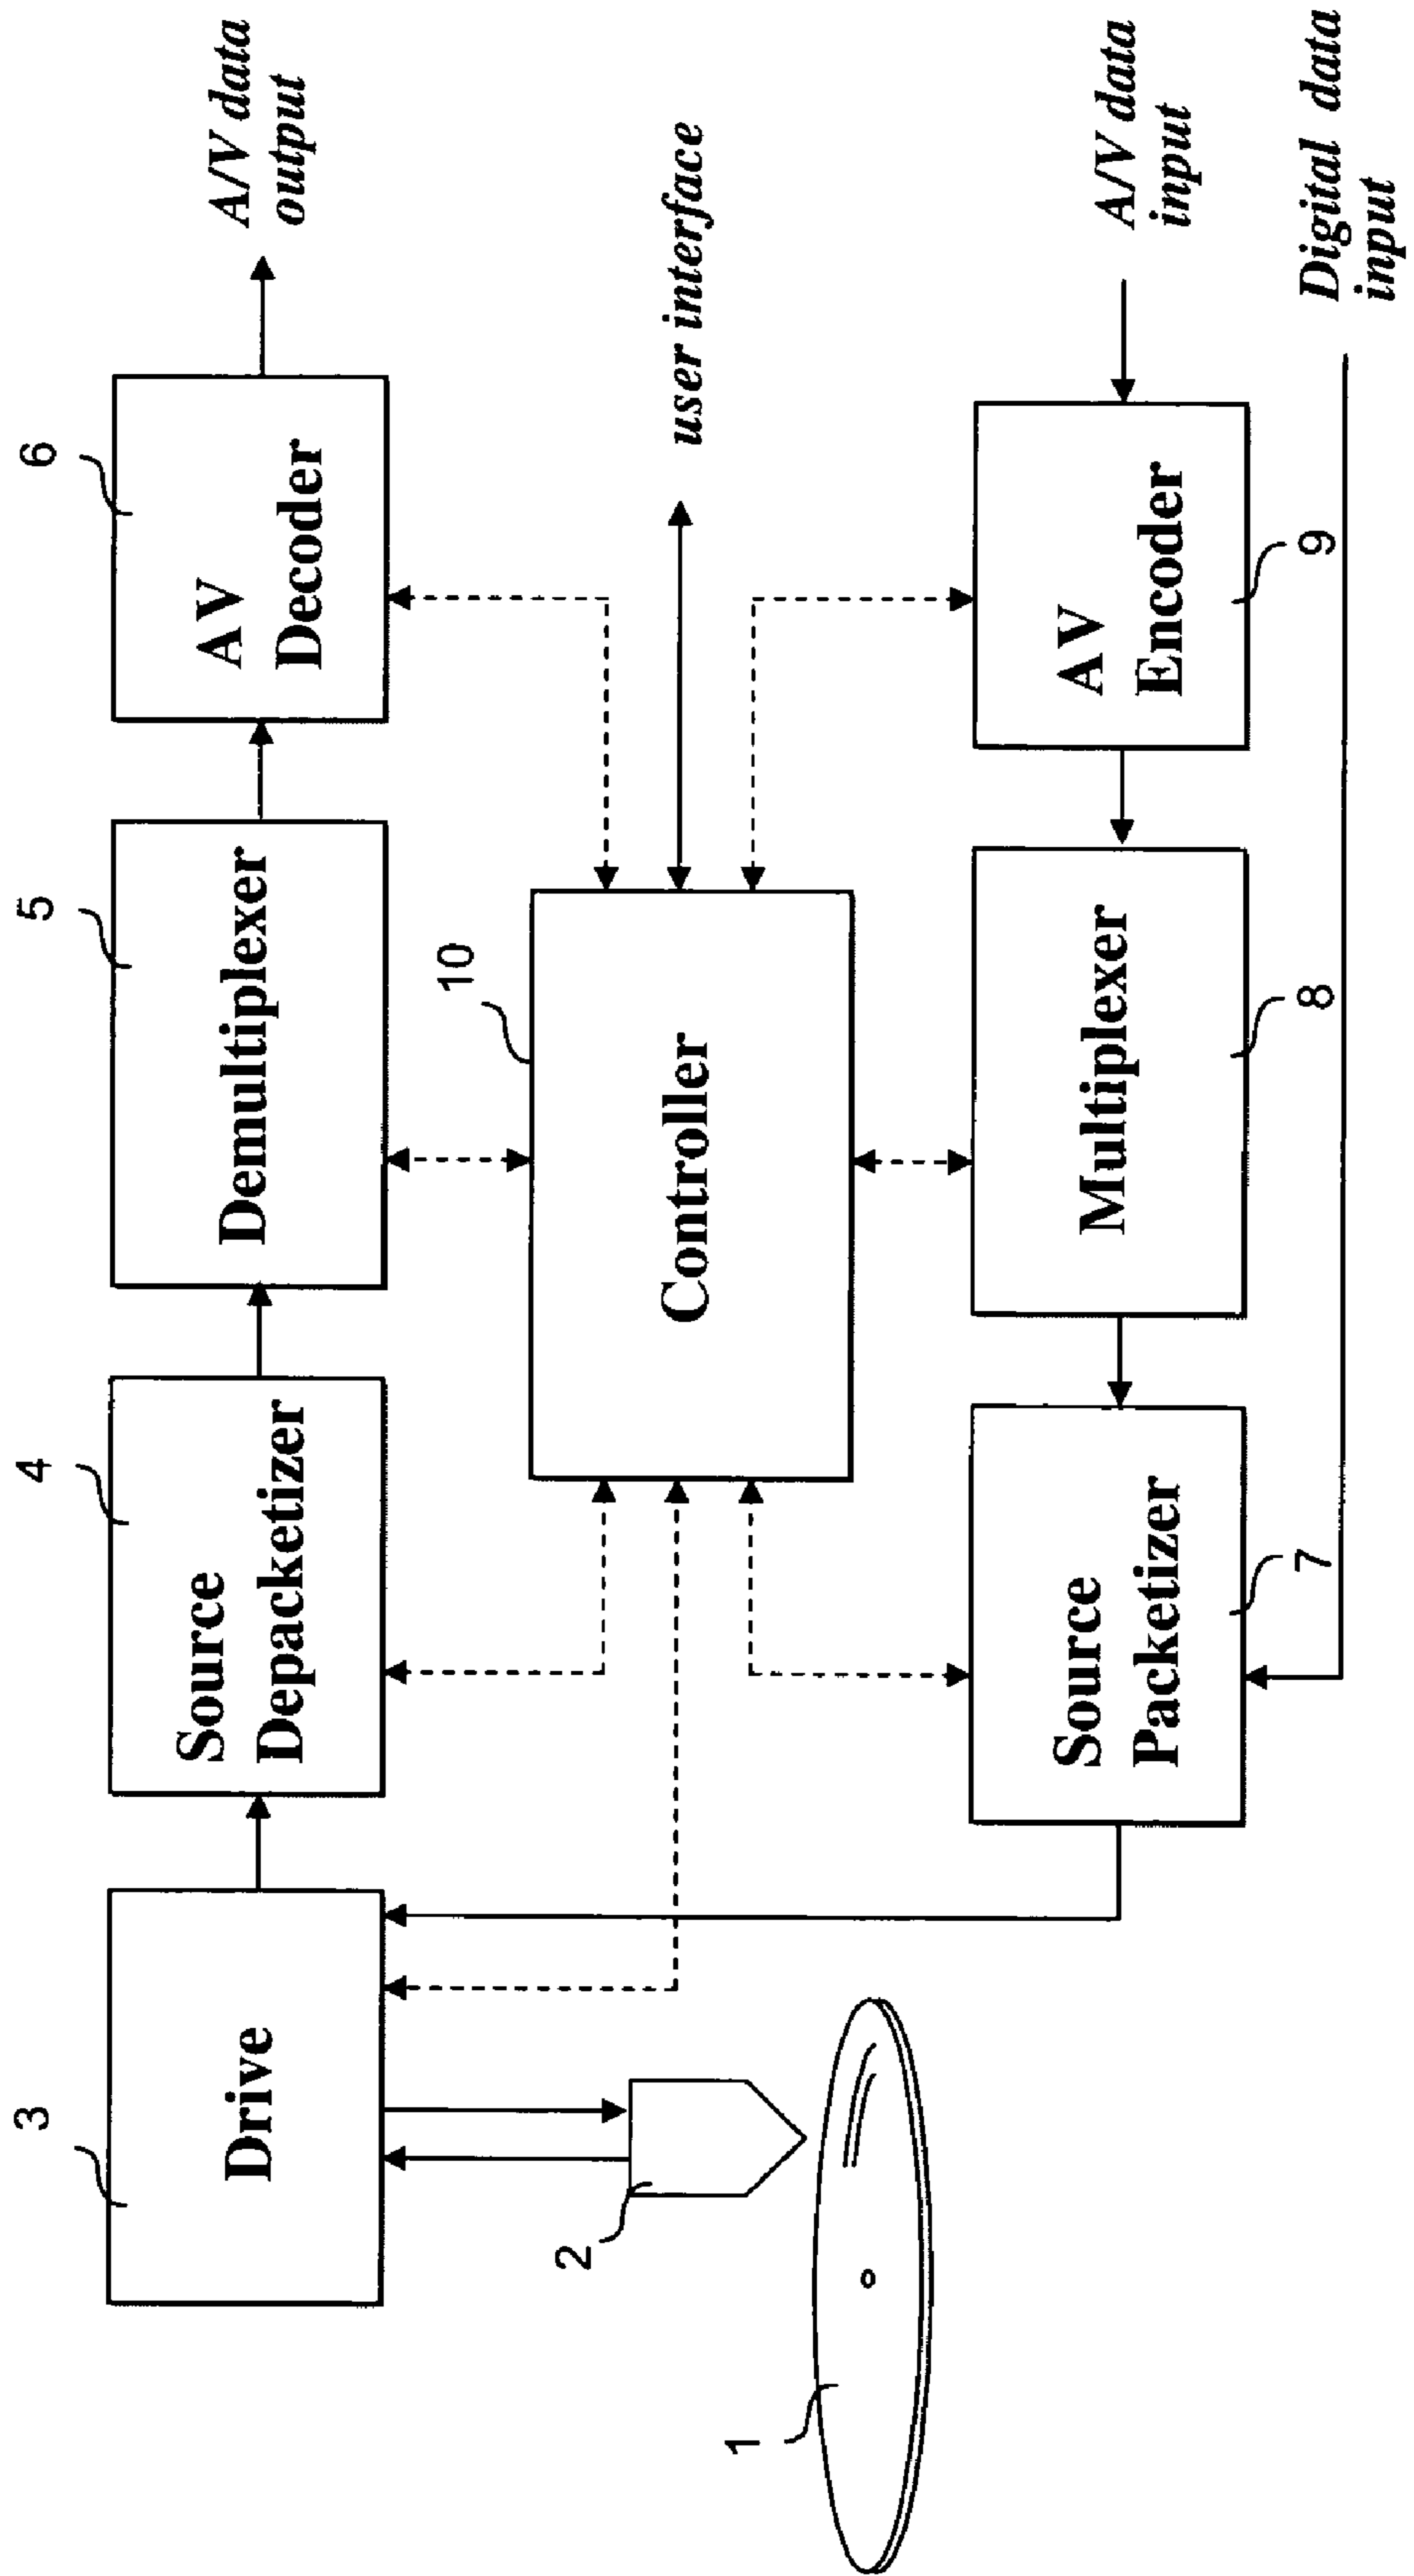 3
Drive
4
Source
Depacketizer
5
Demultiplexer
6
AV
Decoder
A/V data
output
2
10
Controller
user interface
1
Source
Packetizer
7
Multiplexer
8
AV
Encoder
9
A/V data
input
Digital data
input